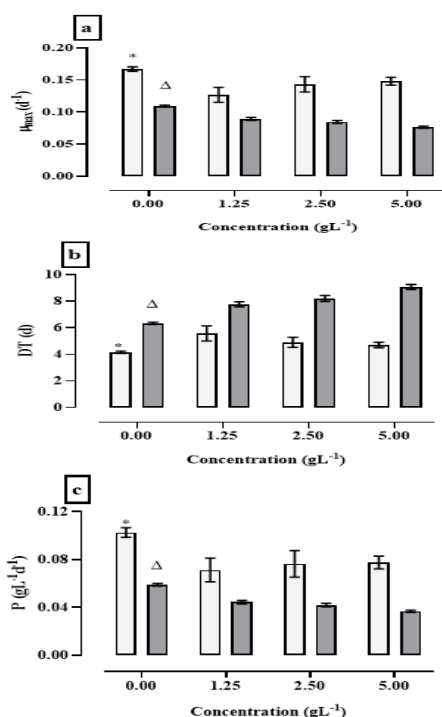 a
0.20
0.15
0.10
0.05
0.00
μmax(d-1)
*
Δ
0.00 1.25 2.50 5.00
Concentration (gL-1)
b
10
8
6
4
2
0
DT (d)
*
Δ
0.00 1.25 2.50 5.00
Concentration (gL-1)
c
0.12
0.08
0.04
0.00
P (gL-1d-1)
*
Δ
0.00 1.25 2.50 5.00
Concentration (gL-1)